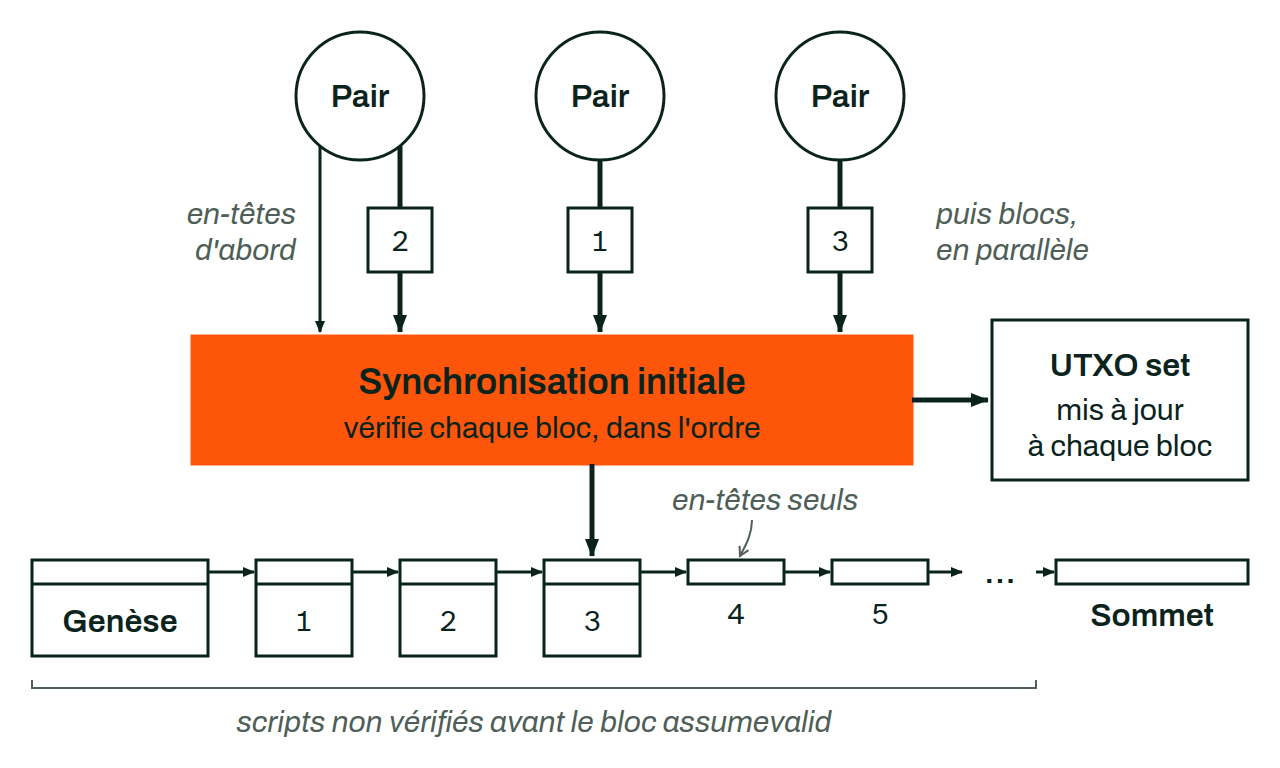 Pair
Pair
Pair
en-têtes
d'abord
2
1
3
puis blocs,
en parallèle
Synchronisation initiale
vérifie chaque bloc, dans l'ordre
UTXO set
mis à jour
à chaque bloc
en-têtes seuls
Genèse
1
2
3
4
5
...
Sommet
scripts non vérifiés avant le bloc assumevalid